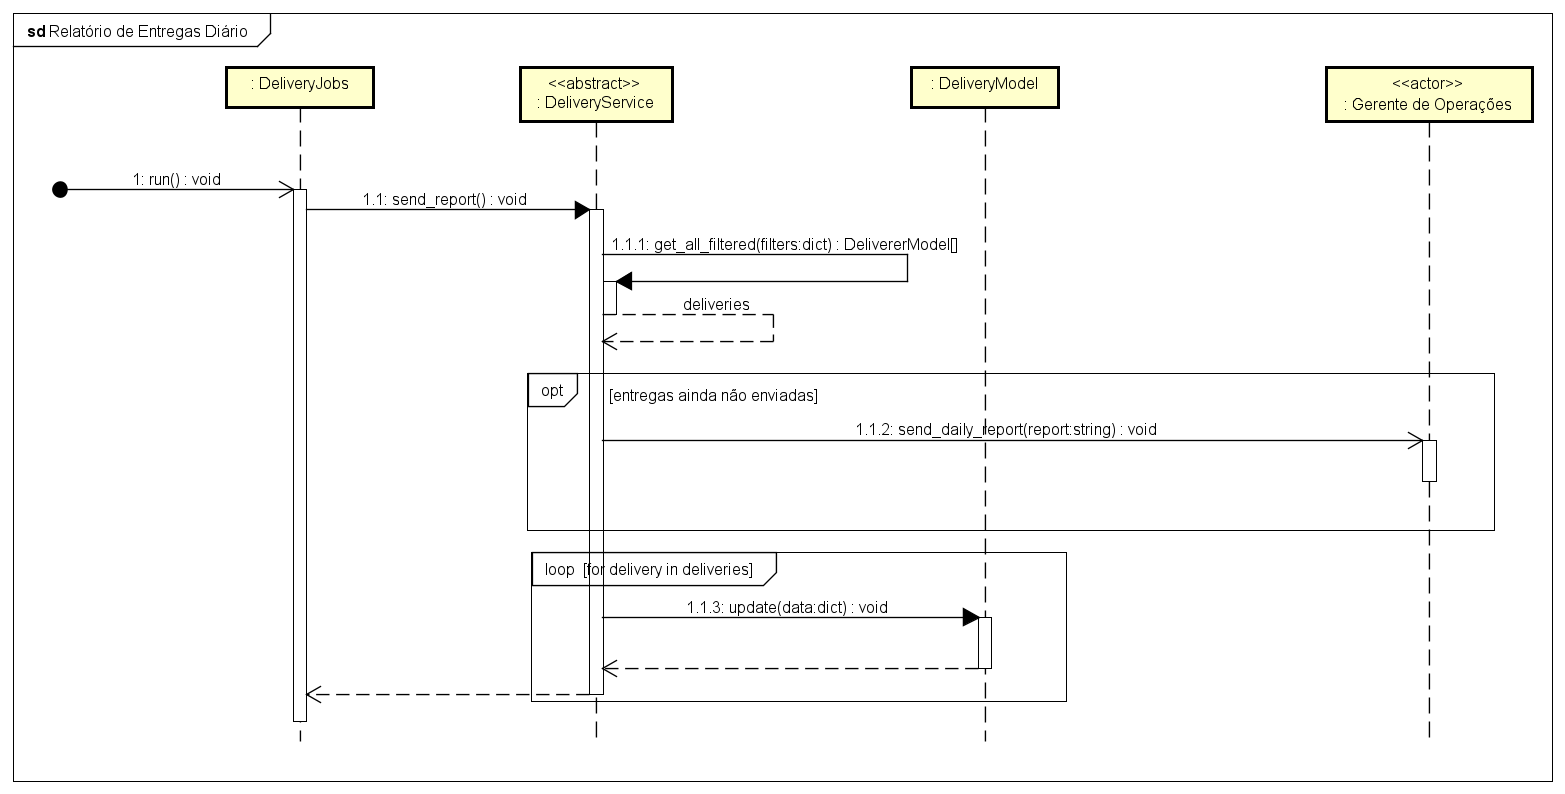 sd Relatório de Entregas Diário
: DeliveryJobs
<<abstract>>
: DeliveryService
: DeliveryModel
<<actor>>
: Gerente de Operações
1: run() : void
1.1: send_report() : void
1.1.1: get_all_filtered(filters:dict) : DelivererModel[]
deliveries
opt
[entregas ainda não enviadas]
1.1.2: send_daily_report(report:string) : void
loop [for delivery in deliveries]
1.1.3: update(data:dict) : void